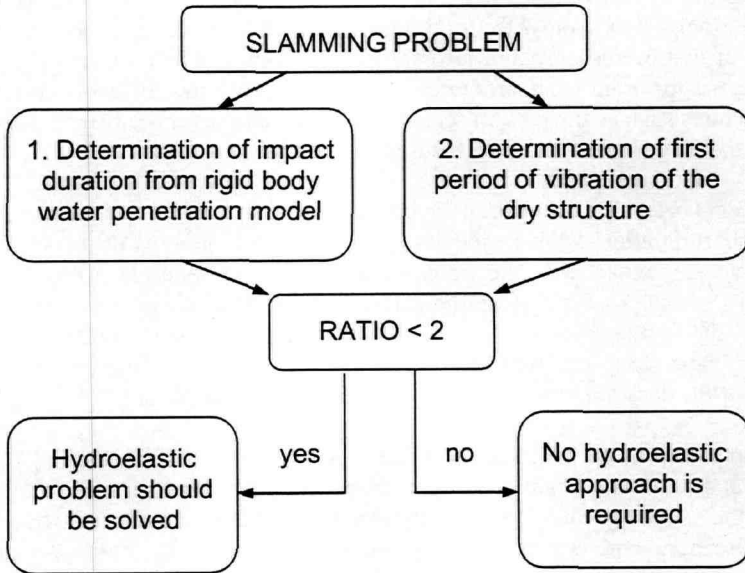 SLAMMING PROBLEM
1. Determination of impact
duration from rigid body
water penetration model
2. Determination of first
period of vibration of the
dry structure
RATIO < 2
yes
no
Hydroelastic
problem should
be solved
No hydroelastic
approach is
required